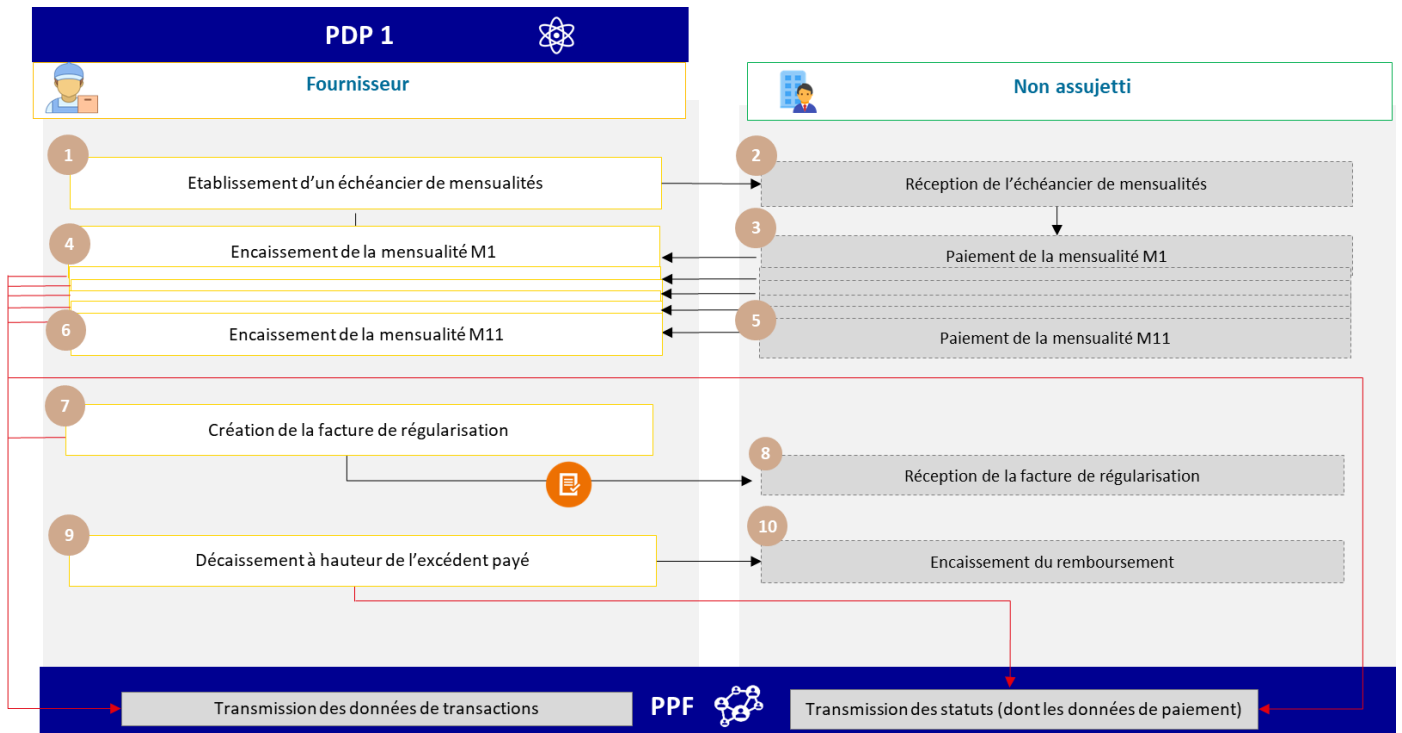 PDP 1
Fournisseur
Non assujetti
1
Etablissement d’un échéancier de mensualités
2
Réception de l’échéancier de mensualités
4
Encaissement de la mensualité M1
3
Paiement de la mensualité M1
6
Encaissement de la mensualité M11
5
Paiement de la mensualité M11
7
Création de la facture de régularisation
8
Réception de la facture de régularisation
9
Décaissement à hauteur de l’excédent payé
10
Encaissement du remboursement
Transmission des données de transactions
PPF
Transmission des statuts (dont les données de paiement)